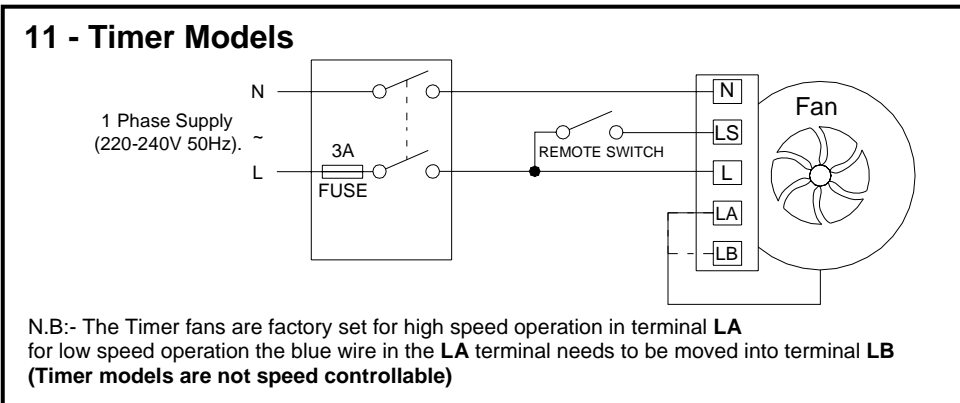 11 - Timer Models
N
1 Phase Supply
(220-240V 50Hz).
~
L
3A
FUSE
REMOTE SWITCH
N
LS
L
LA
LB
Fan
N.B:- The Timer fans are factory set for high speed operation in terminal LA
for low speed operation the blue wire in the LA terminal needs to be moved into terminal LB
(Timer models are not speed controllable)